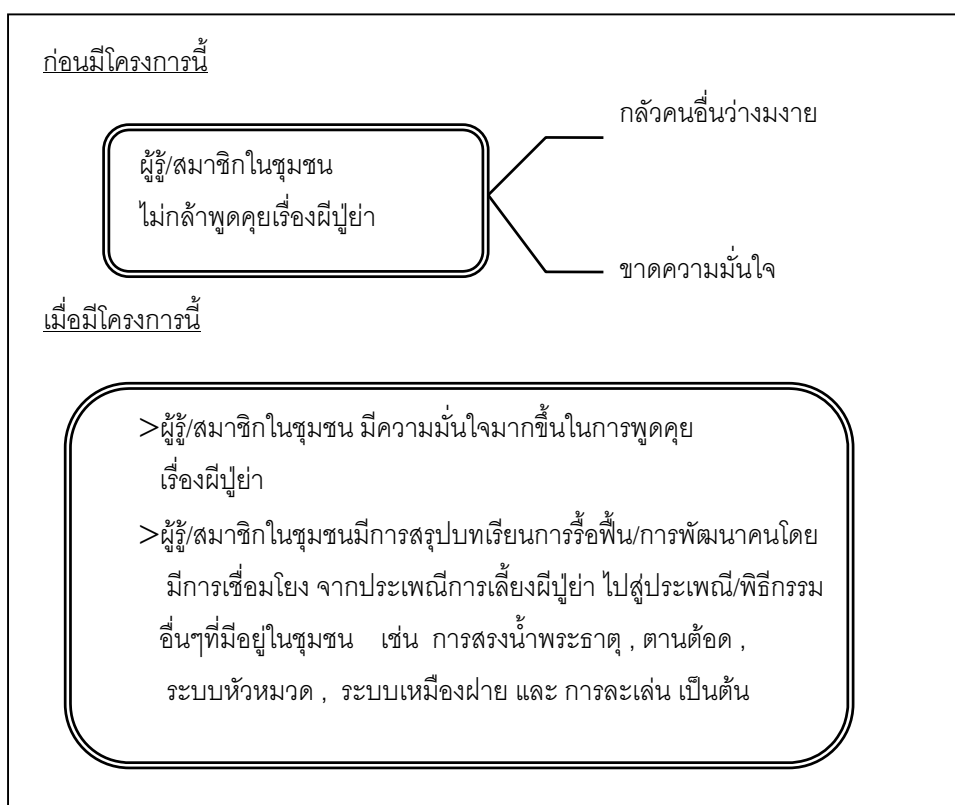 ก่อนมีโครงการนี้
กลัวคนอื่นว่างมงาย
ผู้รู้/สมาชิกในชุมชน
ไม่กล้าพูดคุยเรื่องผีปู่ย่า
ขาดความมั่นใจ
เมื่อมีโครงการนี้
>ผู้รู้/สมาชิกในชุมชน มีความมั่นใจมากขึ้นในการพูดคุย
เรื่องผีปู่ย่า
>ผู้รู้/สมาชิกในชุมชนมีการสรุปบทเรียนการรื้อฟื้น/การพัฒนาคนโดย
มีการเชื่อมโยง จากประเพณีการเลี้ยงผีปู่ย่า ไปสู่ประเพณี/พิธีกรรม
อื่นๆที่มีอยู่ในชุมชน เช่น การสรงน้ำพระธาตุ , ตานต้อด ,
ระบบหัวหมวด , ระบบเหมืองฝาย และ การละเล่น เป็นต้น